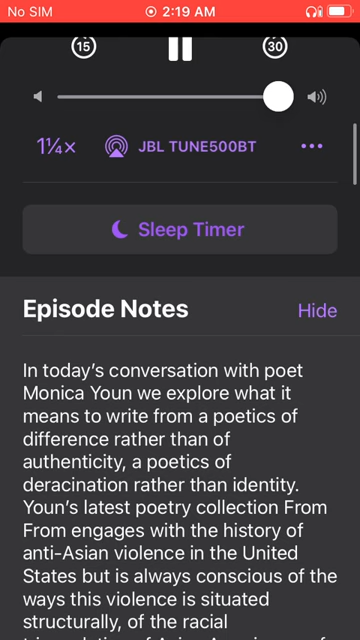 No SIM 2:19 AM
15 30
1¼× JBL TUNE500BT
Sleep Timer
Episode Notes Hide
In today's conversation with poet
Monica Youn we explore what it
means to write from a poetics of
difference rather than of
authenticity, a poetics of
deracination rather than identity.
Youn's latest poetry collection From
From engages with the history of
anti-Asian violence in the United
States but is always conscious of the
ways this violence is situated
structurally, of the racial